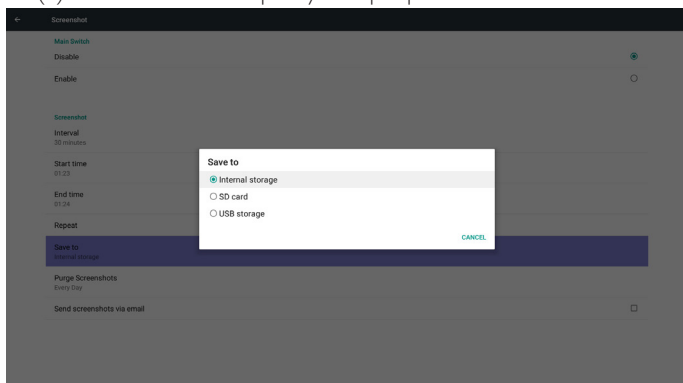 Screenshot
Main Switch
Disable
Enable
Screenshot
Interval
30 minutes
Start time
01:23
End time
01:24
Repeat
Save to
Internal storage
Purge Screenshots
Every Day
Send screenshots via email
Save to
Internal storage
SD card
USB storage
CANCEL